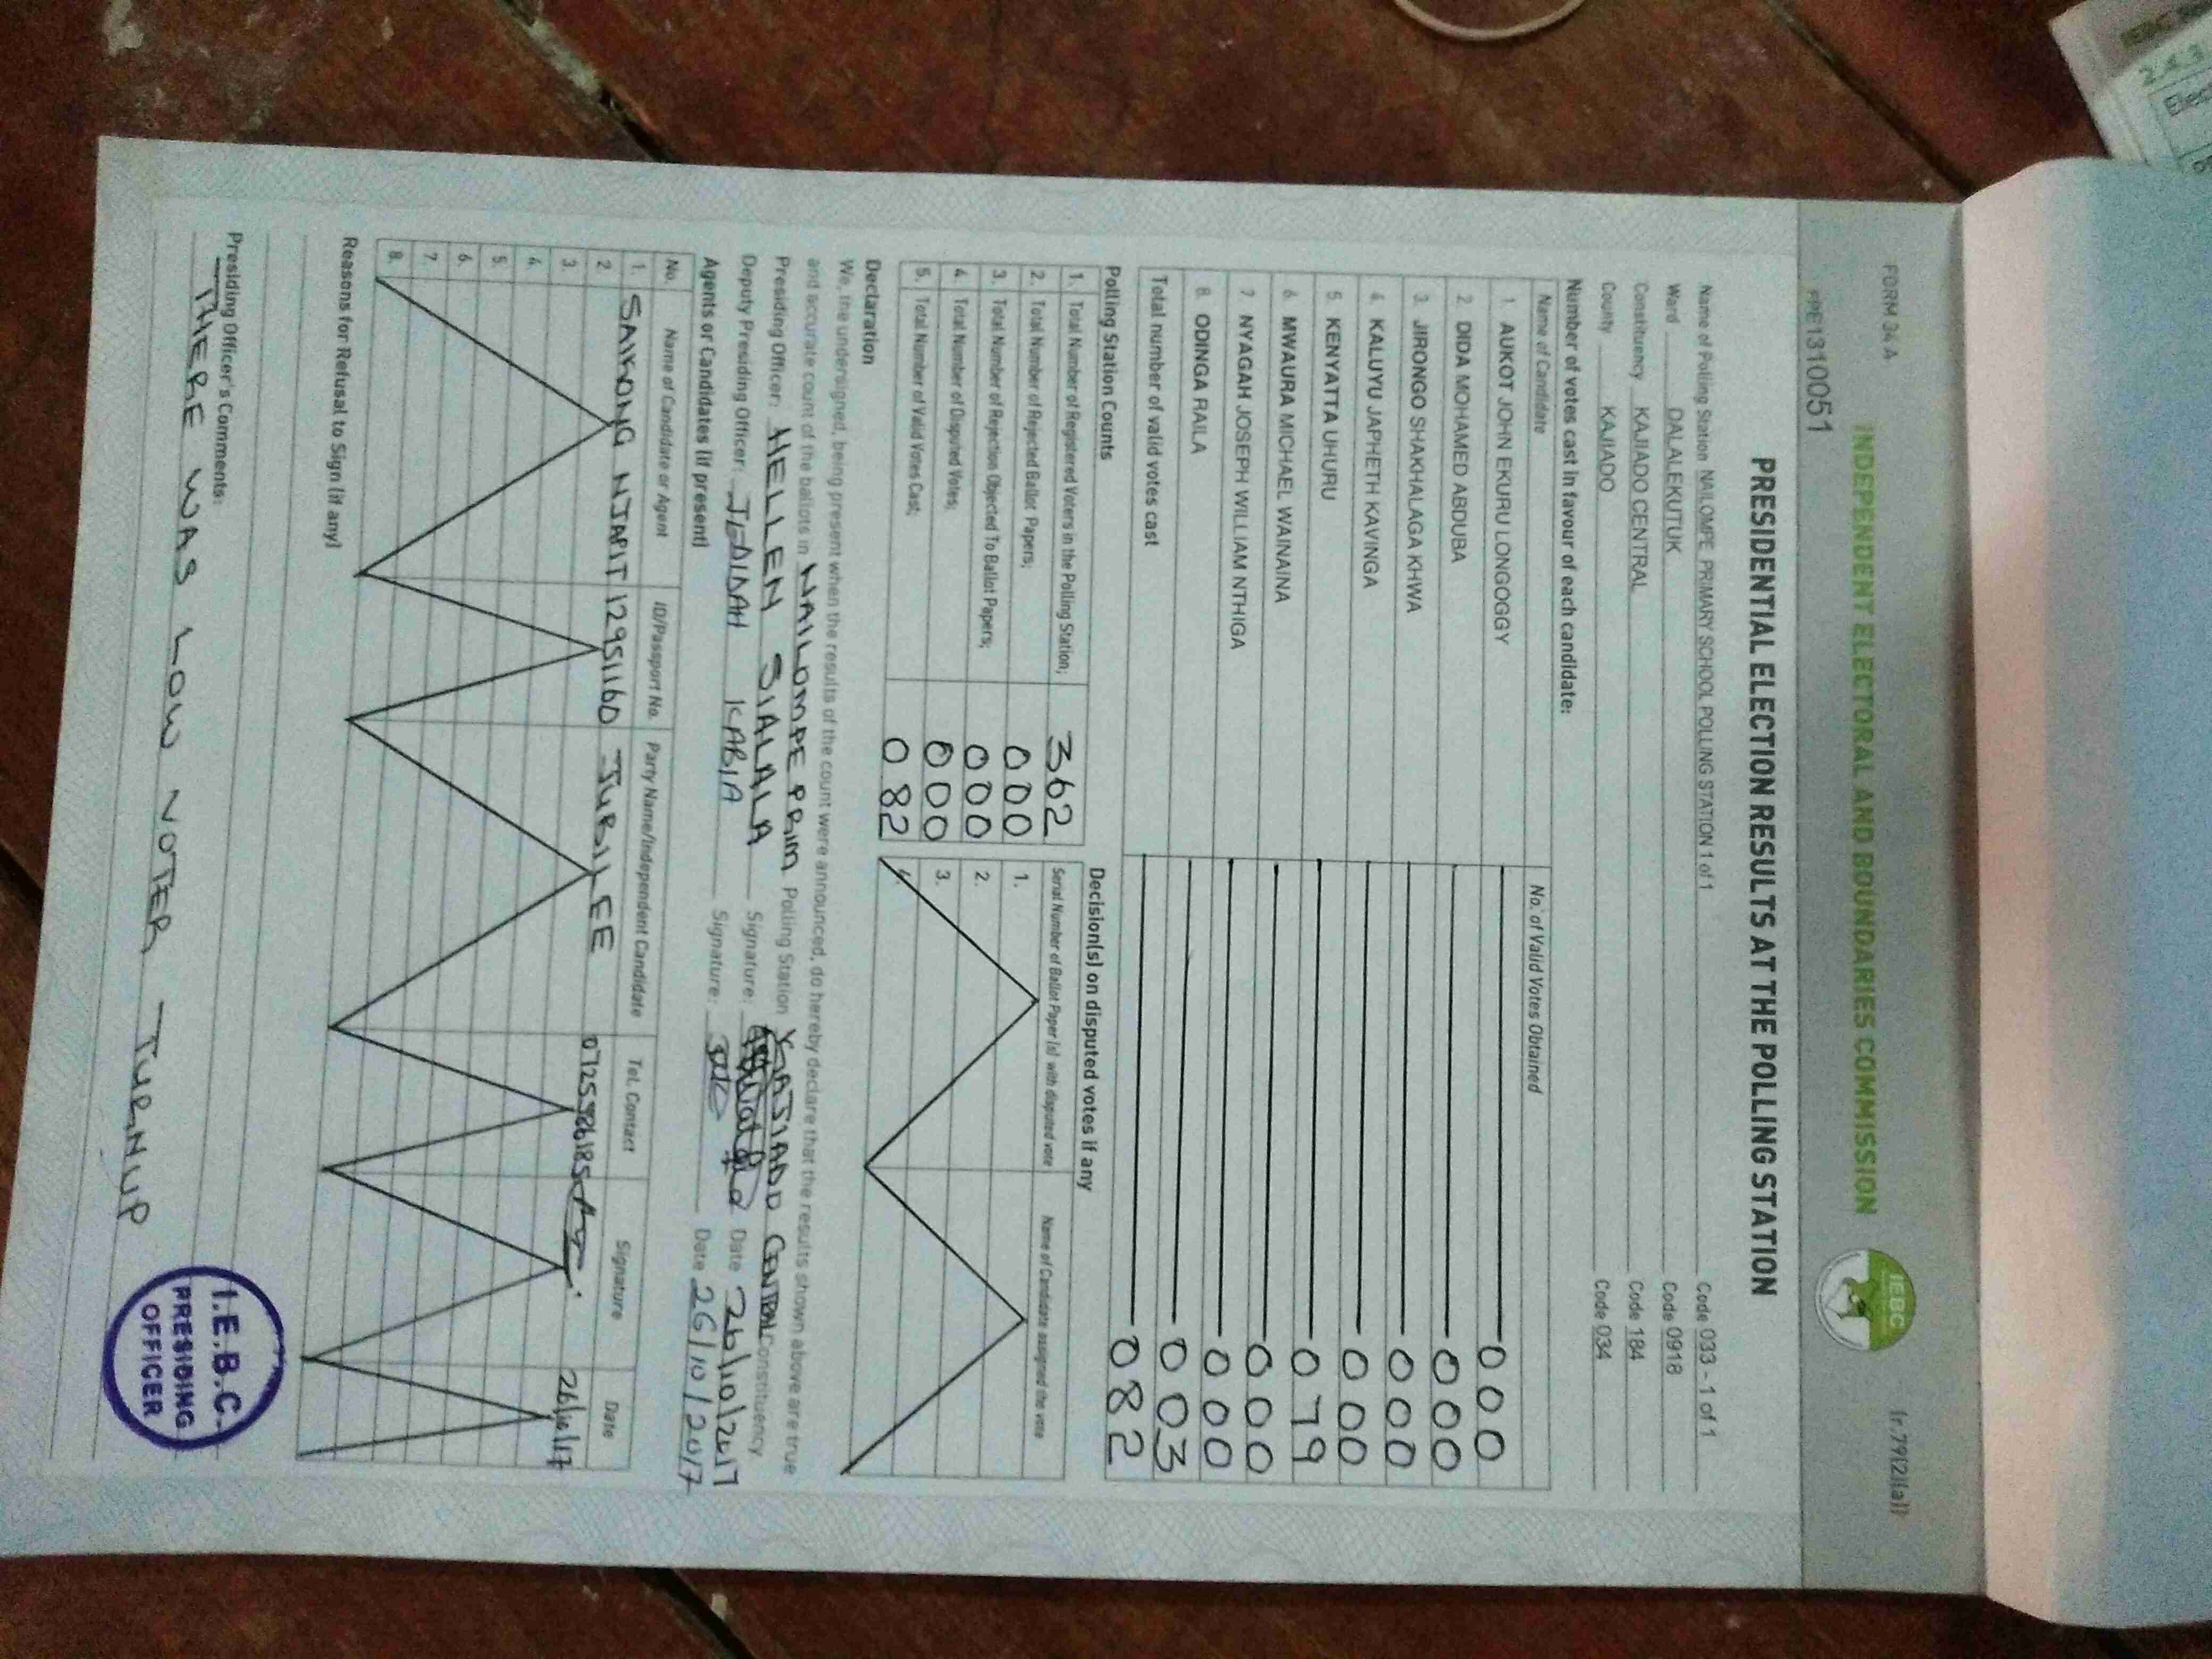 FORM 34 A
(r.79(2)(a))
INDEPENDENT ELECTORAL AND BOUNDARIES COMMISSION
IEBC
PE1310051
PRESIDENTIAL ELECTION RESULTS AT THE POLLING STATION
Name of Polling Station NAILOMPE PRIMARY SCHOOL POLLING STATION 1 of 1 Code 033 - 1 of 1
Ward DALALEKUTUK Code 0918
Constituency KAJIADO CENTRAL Code 184
County KAJIADO Code 034
Number of votes cast in favour of each candidate:
Name of Candidate No. of Valid Votes Obtained
1 AUKOT JOHN EKURU LONGOGGY 000
2 DIDA MOHAMED ABDUBA 000
3. JIRONGO SHAKHALAGA KHWA 000
4 KALUYU JAPHETH KAVINGA 000
5 KENYATTA UHURU 079
6 MWAURA MICHAEL WAINAINA 000
7 NYAGAH JOSEPH WILLIAM NTHIGA 000
8. ODINGA RAILA 003
Total number of valid votes cast 082
Polling Station Counts
1. Total Number of Registered Voters in the Polling Station; 362
2. Total Number of Rejected Ballot Papers; 000
3. Total Number of Rejection Objected To Ballot Papers; 000
4. Total Number of Disputed Votes; 000
5. Total Number of Valid Votes Cast; 082
Decision(s) on disputed votes if any
Serial Number of Ballot Paper (s) with disputed vote Name of Candidate assigned the vote
1.
2.
3.
4.
Declaration
We, the undersigned, being present when the results of the count were announced, do hereby declare that the results shown above are true
and accurate count of the ballots in NAILOMPE PRIM Polling Station KAJIADO CENTRAL Constituency
Presiding Officer: HELLEN SIALALA Signature: Date 26/10/2017
Deputy Presiding Officer: JEDIDAH KABIA Signature: Date 26/10/2017
Agents or Candidates (if present)
No. Name of Candidate or Agent ID/Passport No. Party Name/Independent Candidate Tel. Contact Signature Date
1. SAIKONG NJAPIT 12951160 JUBILEE 26/10/17
2
3.
4.
5.
6.
7.
8.
Reasons for Refusal to Sign (if any)
Presiding Officer's Comments:
THERE WAS LOW VOTER TURNUP
I.E.B.C.
PRESIDING
OFFICER